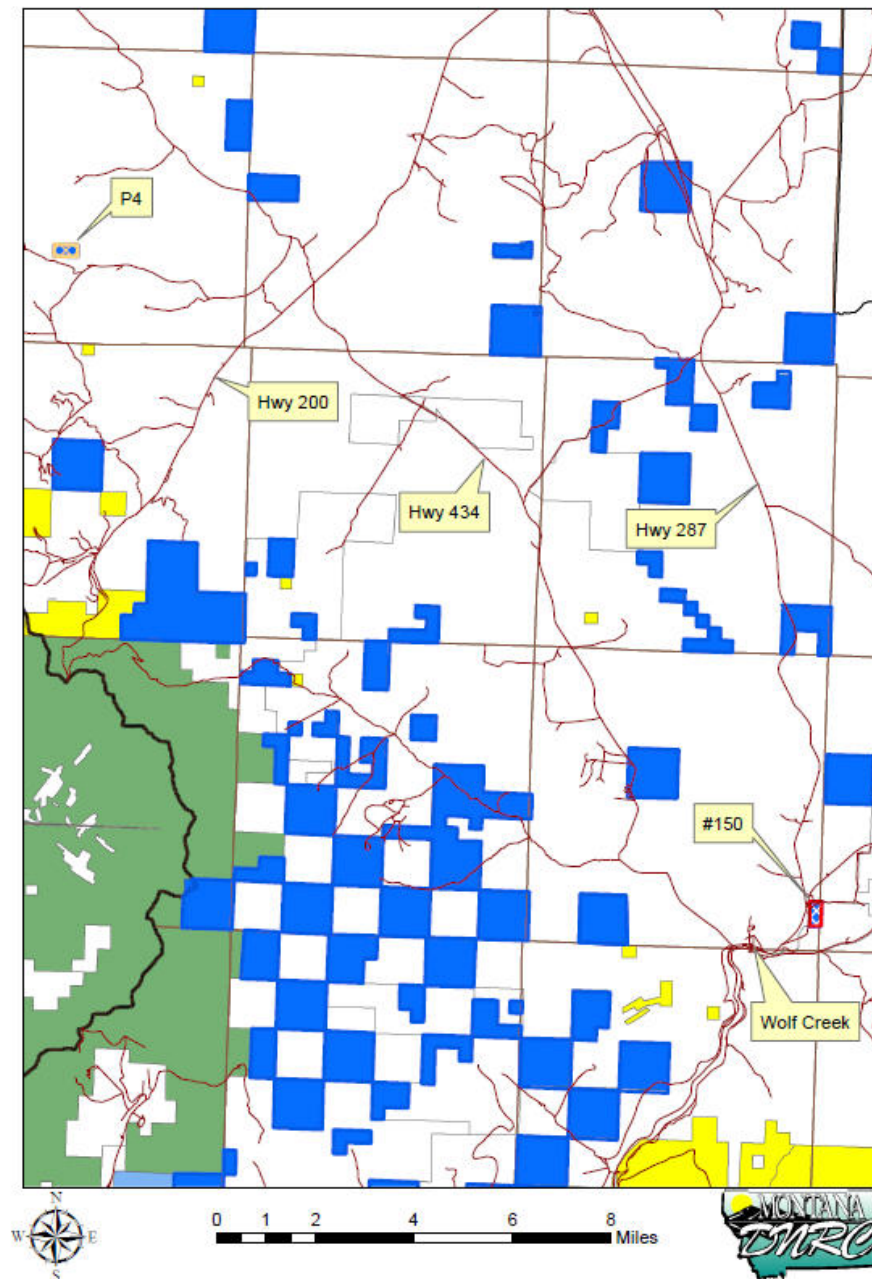 P4
Hwy 200
Hwy 434
Hwy 287
#150
Wolf Creek
N
W E
S
0 1 2 4 6 8
Miles
MONTANA
DNRC